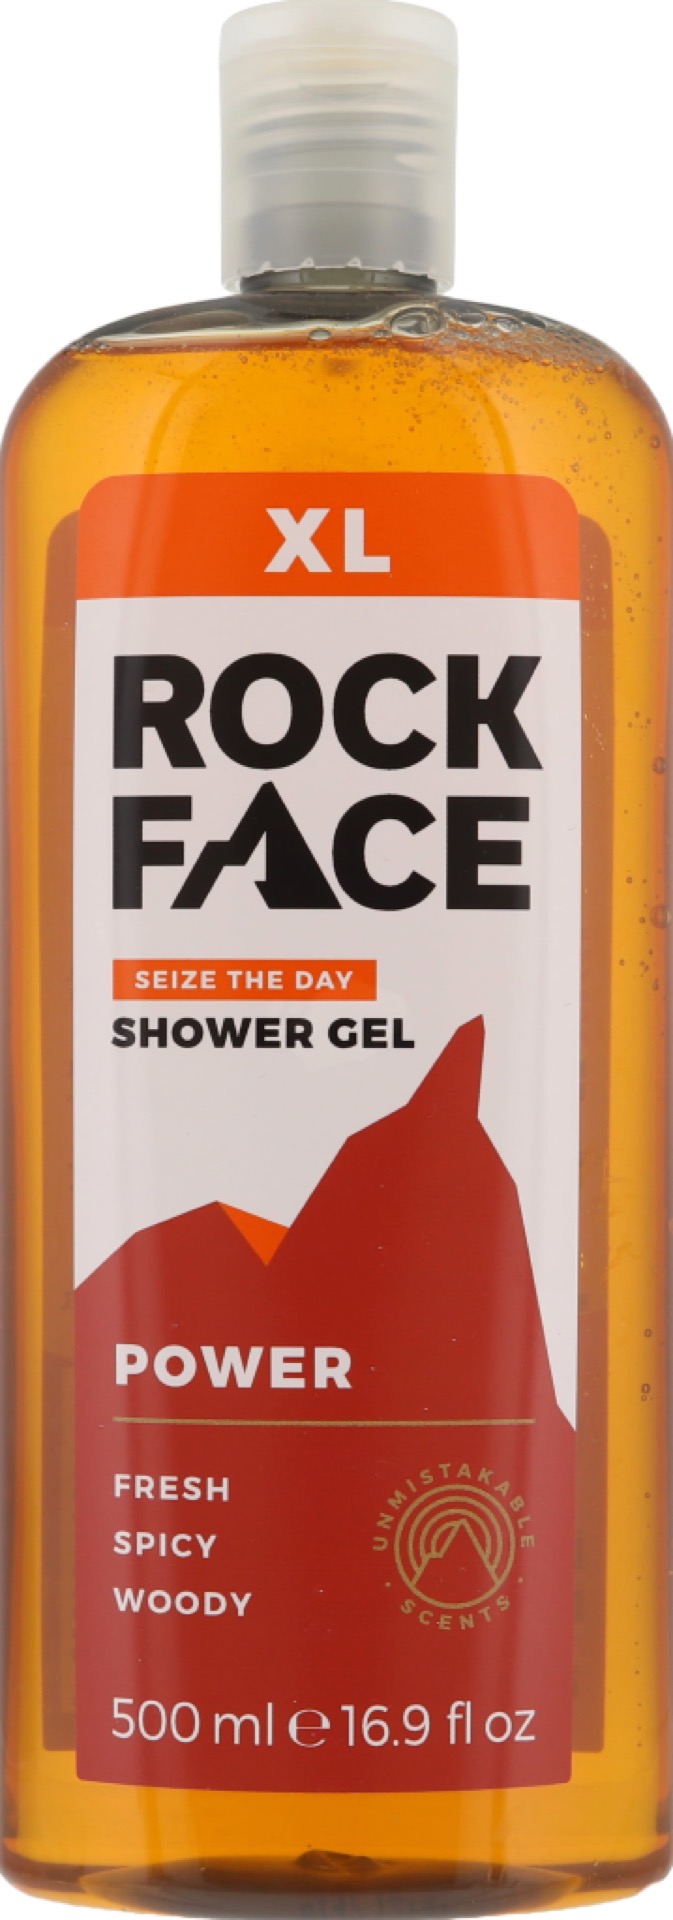 XL
ROCK
FACE
SEIZE THE DAY
SHOWER GEL
POWER
FRESH
SPICY
WOODY
UNMISTAKABLE
SCENTS
500 ml ℮ 16.9 fl oz